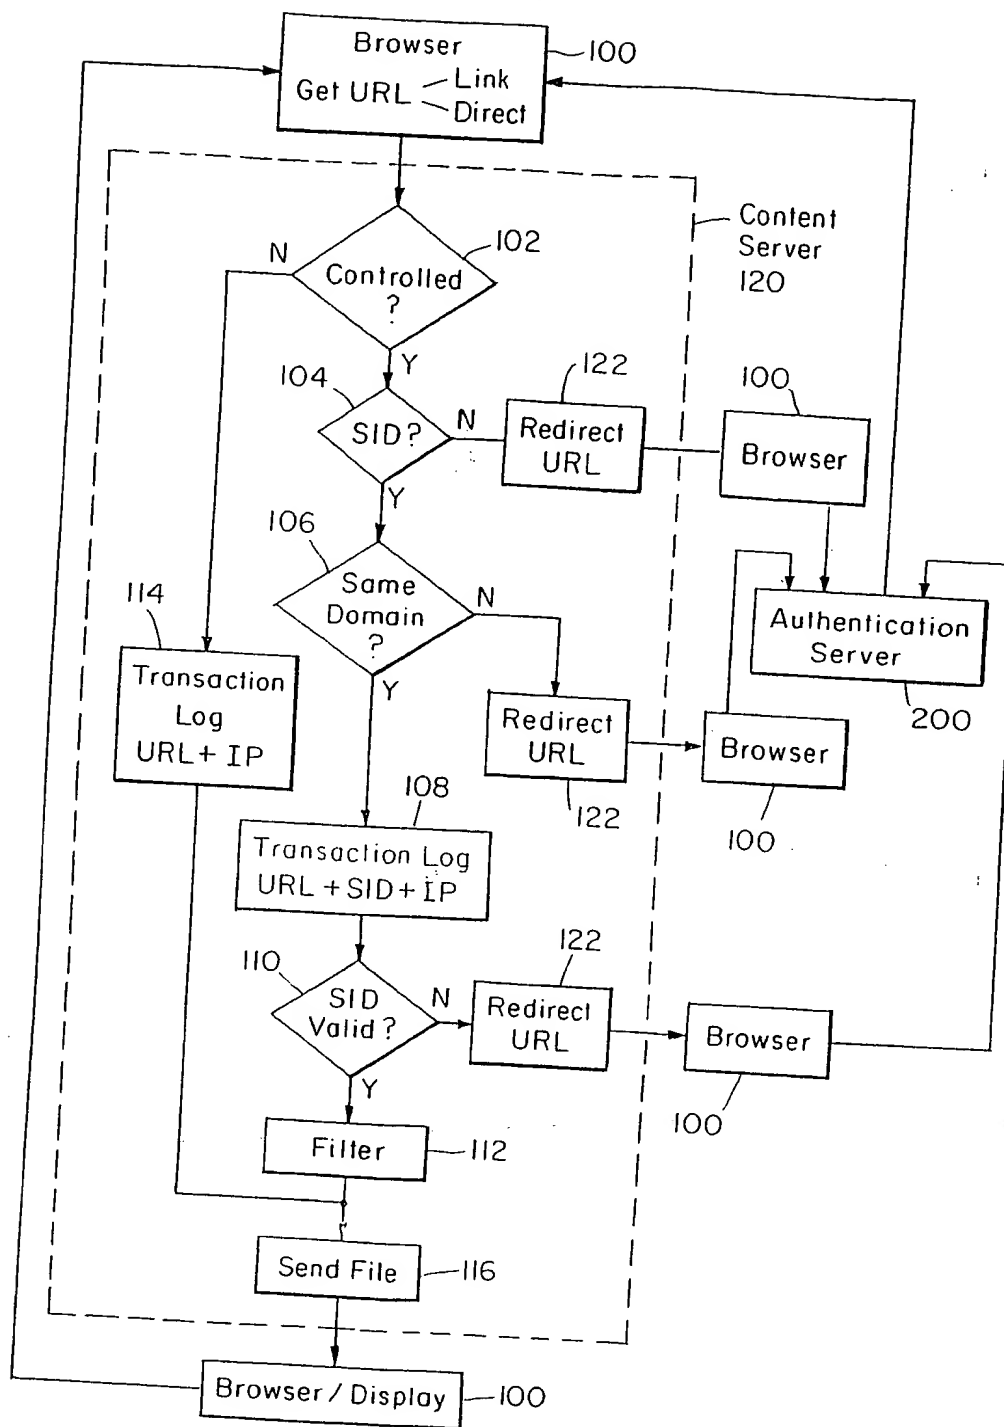 Browser
100
Get URL
Link
Direct
Content
Server
120
N
102
Controlled
?
Y
104
SID?
N
122
Redirect
URL
100
Browser
Y
106
Same
Domain
?
N
Authentication
Server
200
114
Transaction
Log
URL + IP
Y
Redirect
URL
122
Browser
100
108
Transaction Log
URL + SID + IP
110
SID
Valid?
N
122
Redirect
URL
Browser
100
Y
Filter
112
Send File
116
Browser / Display
100